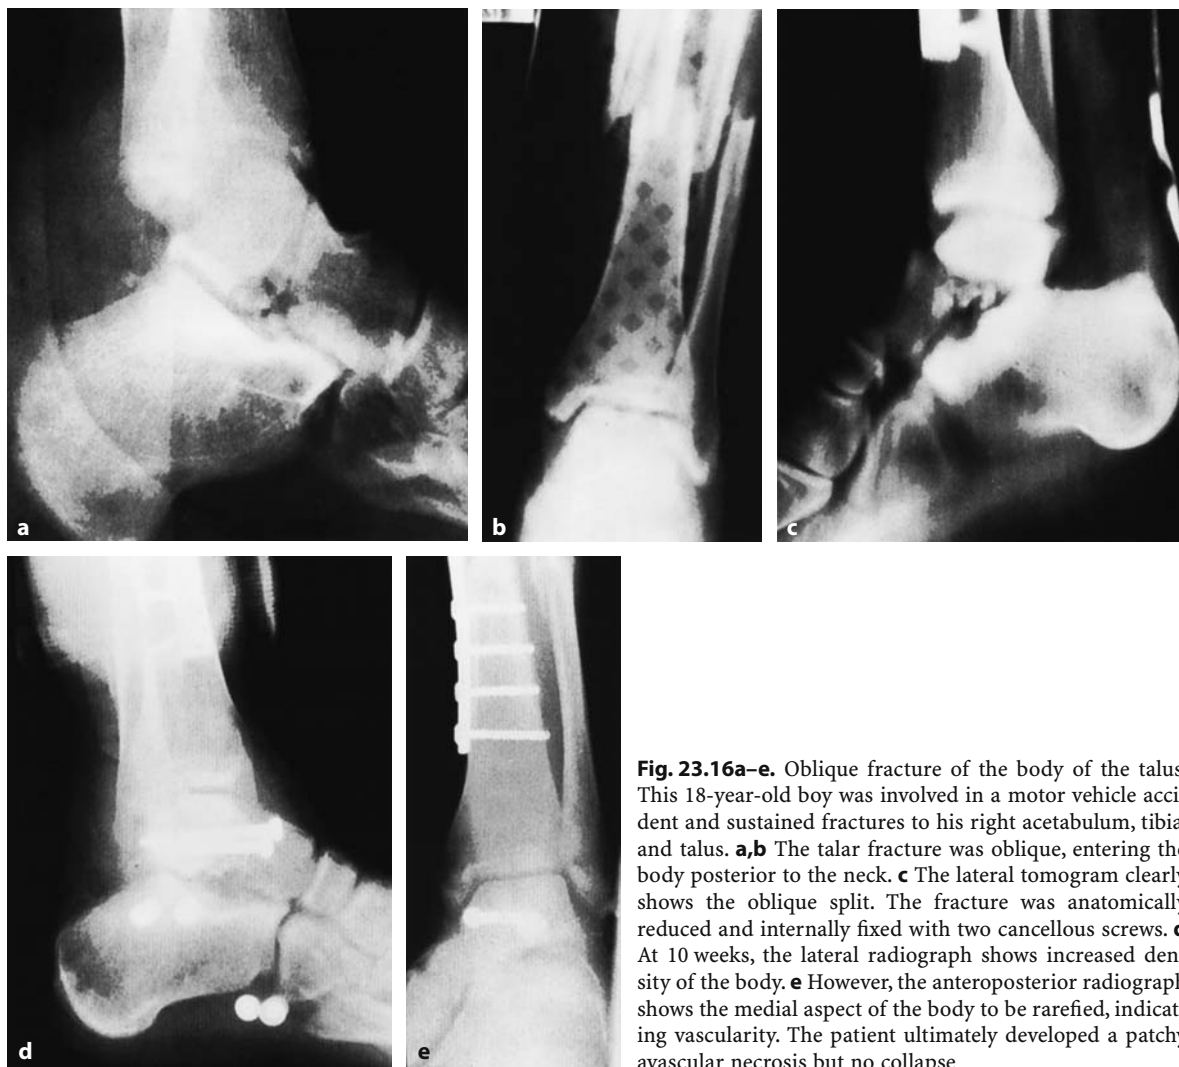 a
b
c
d
e
Fig. 23.16a–e. Oblique fracture of the body of the talus
This 18-year-old boy was involved in a motor vehicle acci
dent and sustained fractures to his right acetabulum, tibia
and talus. a,b The talar fracture was oblique, entering the
body posterior to the neck. c The lateral tomogram clearly
shows the oblique split. The fracture was anatomically
reduced and internally fixed with two cancellous screws. d
At 10 weeks, the lateral radiograph shows increased den
sity of the body. e However, the anteroposterior radiograph
shows the medial aspect of the body to be rarefied, indicat
ing vascularity. The patient ultimately developed a patchy
avascular necrosis but no collapse